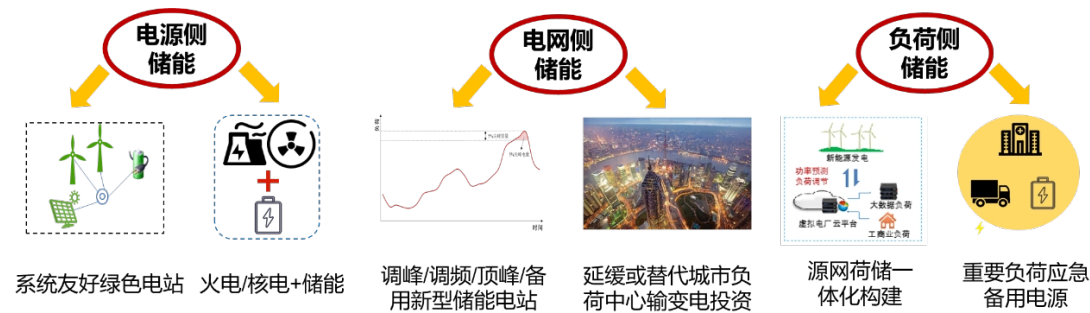 电源侧
储能
电网侧
储能
负荷侧
储能
时间
新能源发电
功率预测
负荷调节
大数据负荷
虚拟电厂云平台
工商业负荷
系统友好绿色电站
火电/核电+储能
调峰/调频/顶峰/备
用新型储能电站
延缓或替代城市负
荷中心输变电投资
源网荷储一
体化构建
重要负荷应急
备用电源